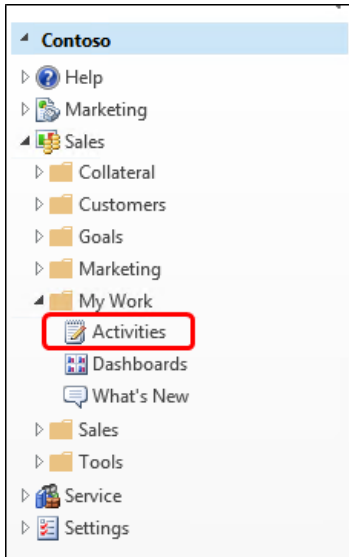 Contoso
Help
Marketing
Sales
Collateral
Customers
Goals
Marketing
My Work
Activities
Dashboards
What's New
Sales
Tools
Service
Settings